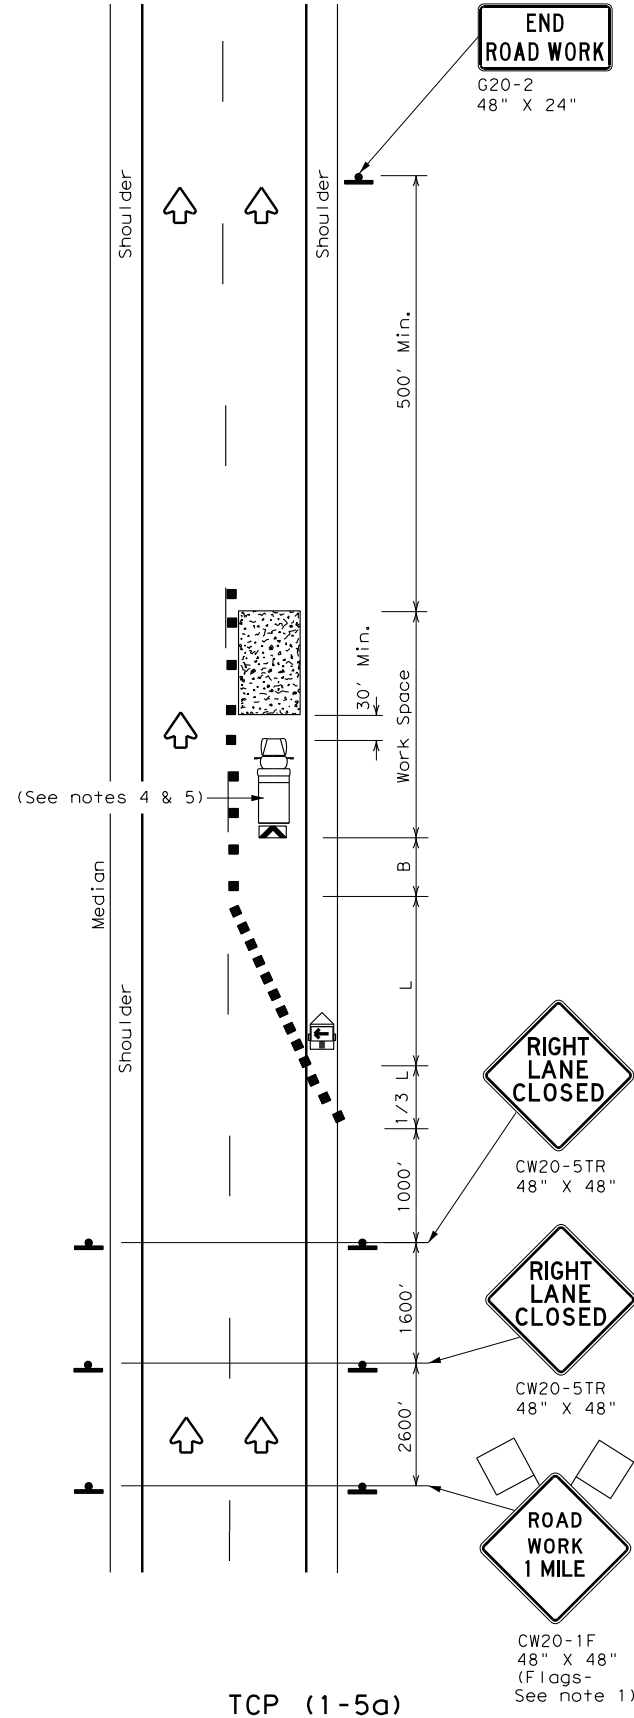 END
ROAD WORK
G20-2
48" X 24"
Shoulder
Shoulder
500' Min.
30' Min.
Work Space
(See notes 4 & 5)
B
Median
L
Shoulder
RIGHT
LANE
CLOSED
1/3 L
CW20-5TR
48" X 48"
1000'
RIGHT
LANE
CLOSED
1600'
CW20-5TR
48" X 48"
2600'
ROAD
WORK
1 MILE
CW20-1F
48" X 48"
(Flags-
See note 1)
TCP (1-5a)